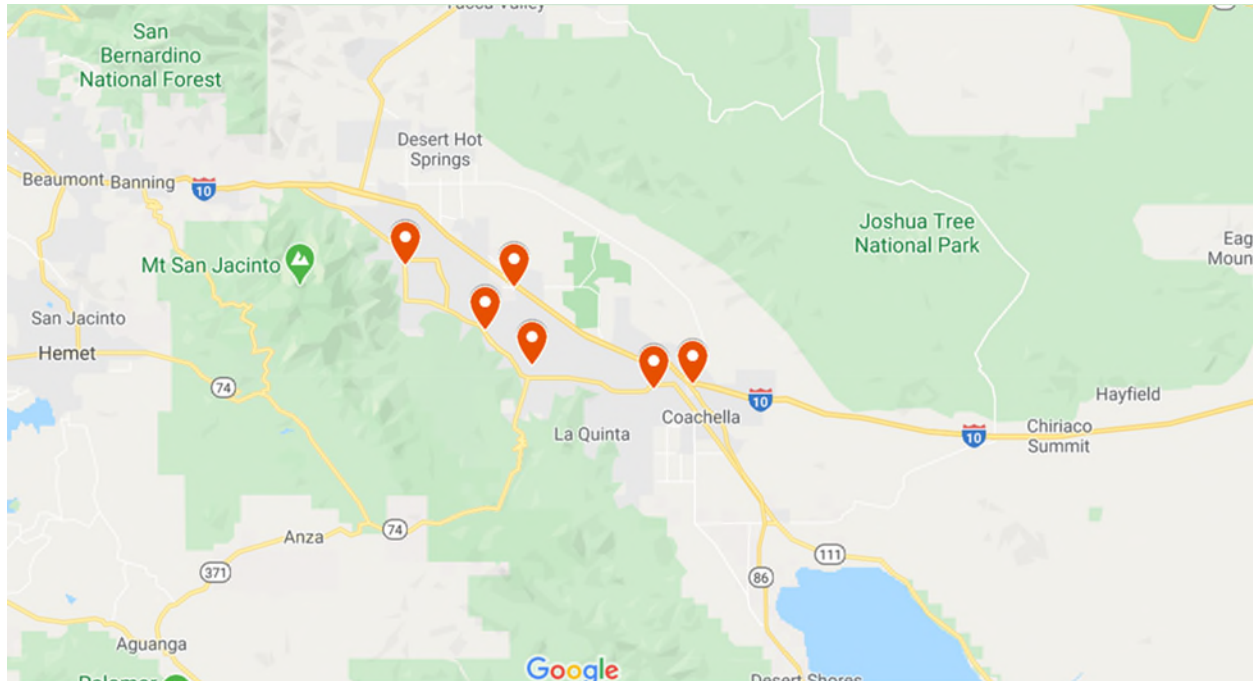 Yucca Valley
San
Bernardino
National Forest
Desert Hot
Springs
Beaumont
Banning
10
Joshua Tree
National Park
Mt San Jacinto
San Jacinto
Hemet
74
10
Hayfield
Coachella
La Quinta
10
Chiriaco
Summit
Anza
74
111
371
86
Aguanga
Google
Desert Shores